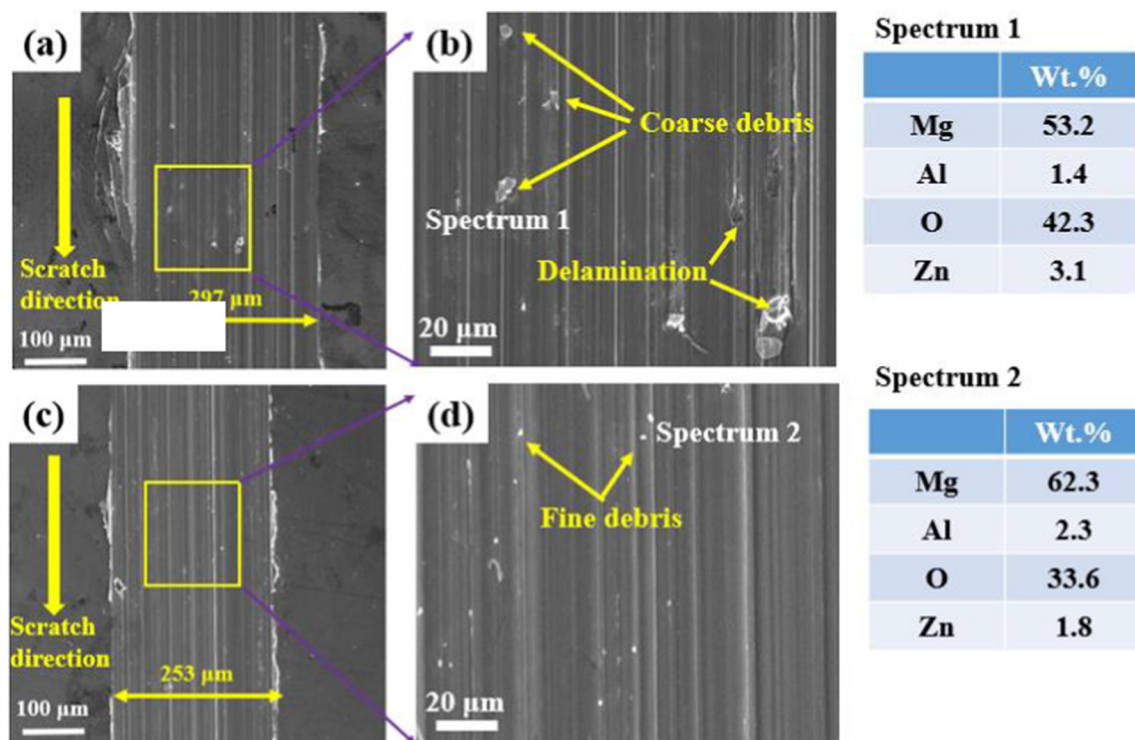 (a)
Scratch
direction
297 μm
100 μm
(b)
Coarse debris
Spectrum 1
Delamination
20 μm
Spectrum 1
Wt.%
Mg 53.2
Al 1.4
O 42.3
Zn 3.1
(c)
Scratch
direction
253 μm
100 μm
(d)
Spectrum 2
Fine debris
20 μm
Spectrum 2
Wt.%
Mg 62.3
Al 2.3
O 33.6
Zn 1.8